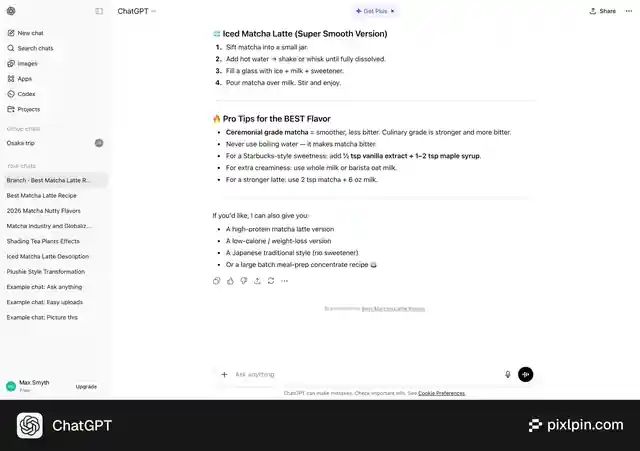 ChatGPT
Get Plus
Share
New chat
Search chats
Images
Apps
Codex
Projects
Group chats
Osaka trip
Your chats
Branch · Best Matcha Latte R...
Best Matcha Latte Recipe
2026 Matcha Nutty Flavors
Matcha Industry and Globaliz...
Shading Tea Plants Effects
Iced Matcha Latte Description
Plushie Style Transformation
Example chat: Ask anything
Example chat: Easy uploads
Example chat: Picture this
Max Smyth
Free
Upgrade
Iced Matcha Latte (Super Smooth Version)
1. Sift matcha into a small jar.
2. Add hot water → shake or whisk until fully dissolved.
3. Fill a glass with ice + milk + sweetener.
4. Pour matcha over milk. Stir and enjoy.
🔥 Pro Tips for the BEST Flavor
• Ceremonial grade matcha = smoother, less bitter. Culinary grade is stronger and more bitter.
• Never use boiling water — it makes matcha bitter.
• For a Starbucks-style sweetness: add ½ tsp vanilla extract + 1–2 tsp maple syrup.
• For extra creaminess: use whole milk or barista oat milk.
• For a stronger latte: use 2 tsp matcha + 6 oz milk.
If you'd like, I can also give you:
• A high-protein matcha latte version
• A low-calorie / weight-loss version
• A Japanese traditional style (no sweetener)
• Or a large batch meal-prep concentrate recipe
Branched from Best Matcha Latte Recipe
Ask anything
ChatGPT can make mistakes. Check important info. See Cookie Preferences.
ChatGPT
pixlpin.com